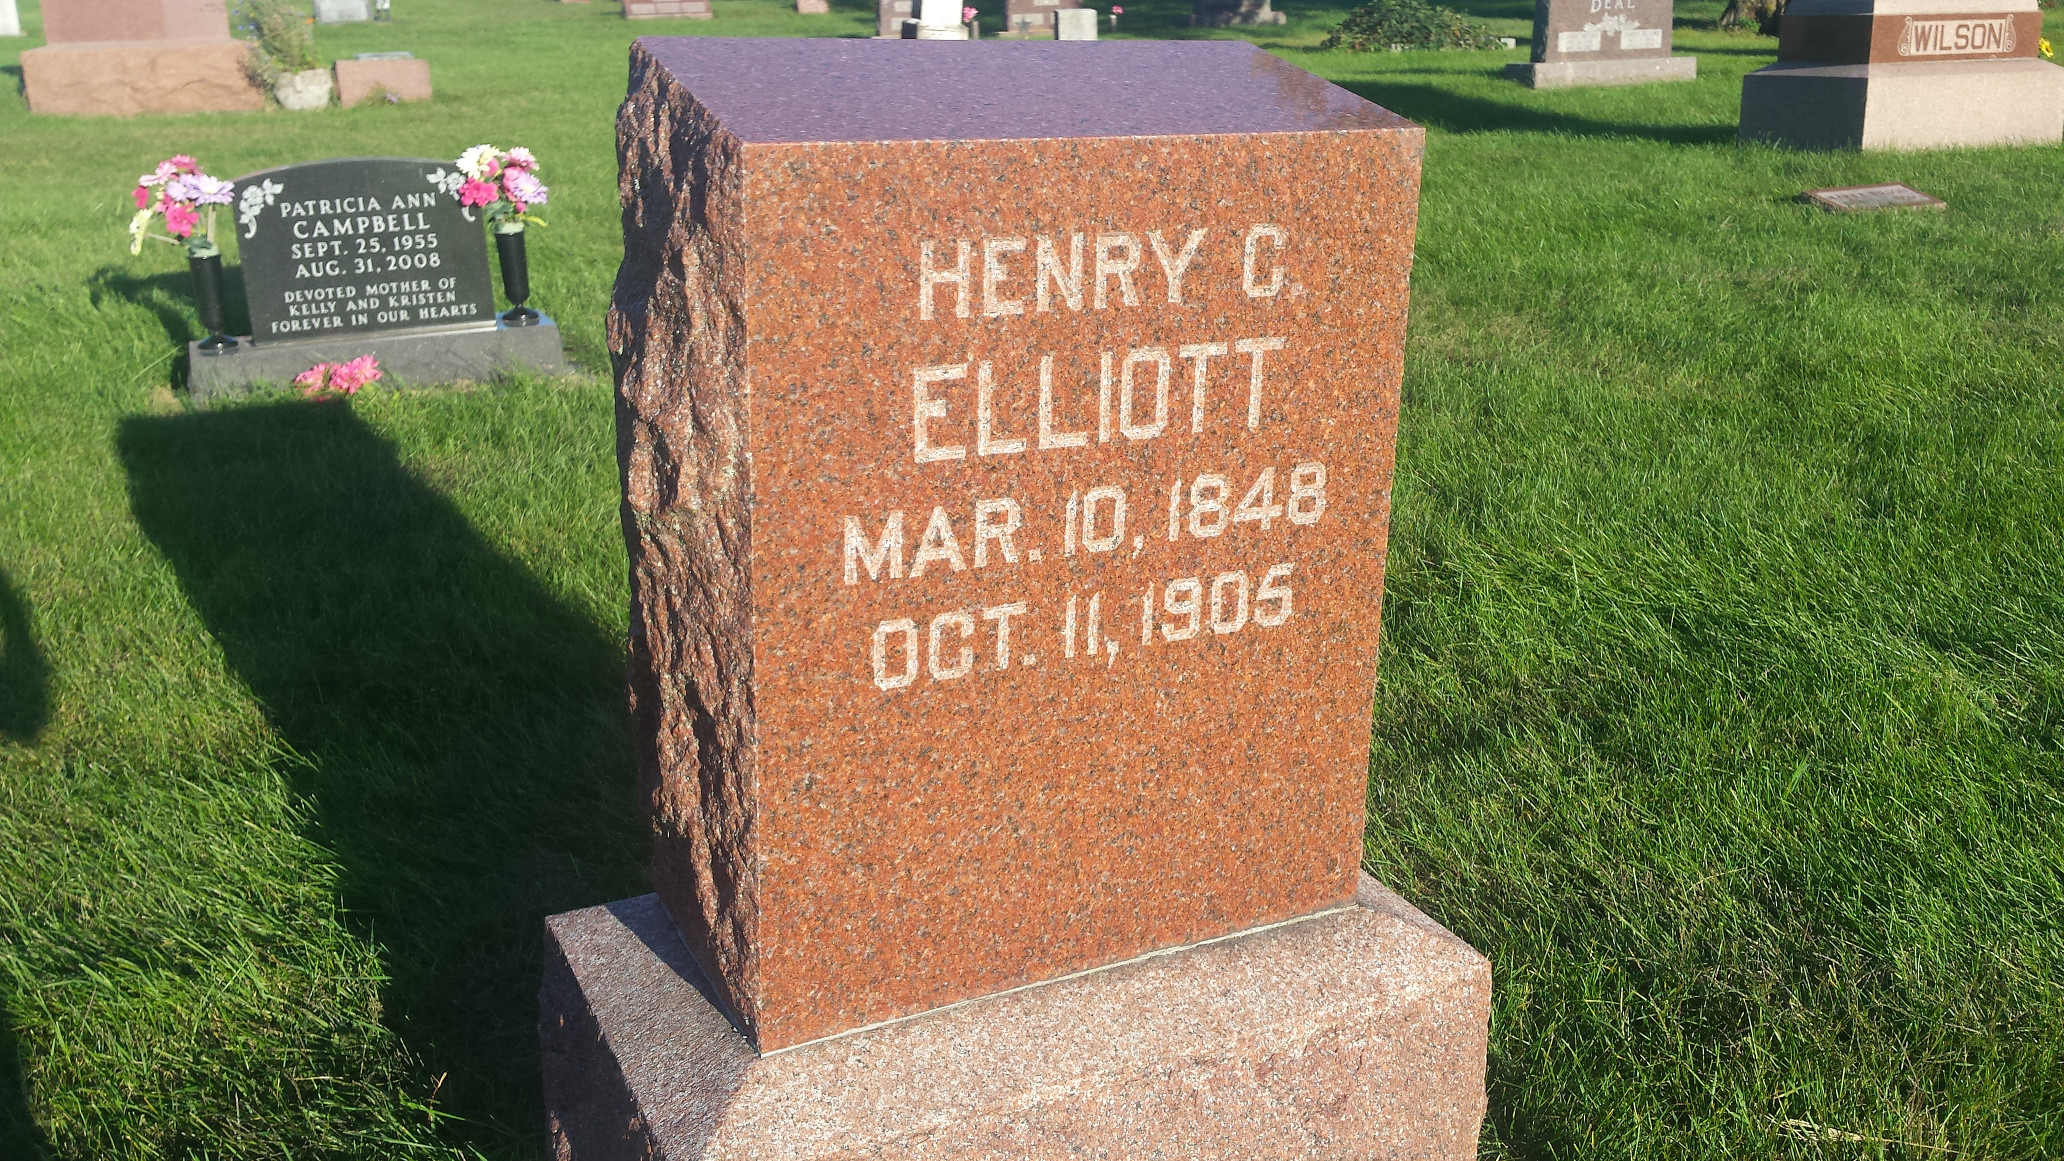 HENRY C.
ELLIOTT
MAR. 10, 1848
OCT. 11, 1905
PATRICIA ANN
CAMPBELL
SEPT. 25, 1955
AUG. 31, 2008
DEVOTED MOTHER OF
KELLY AND KRISTEN
FOREVER IN OUR HEARTS
DEAL
WILSON